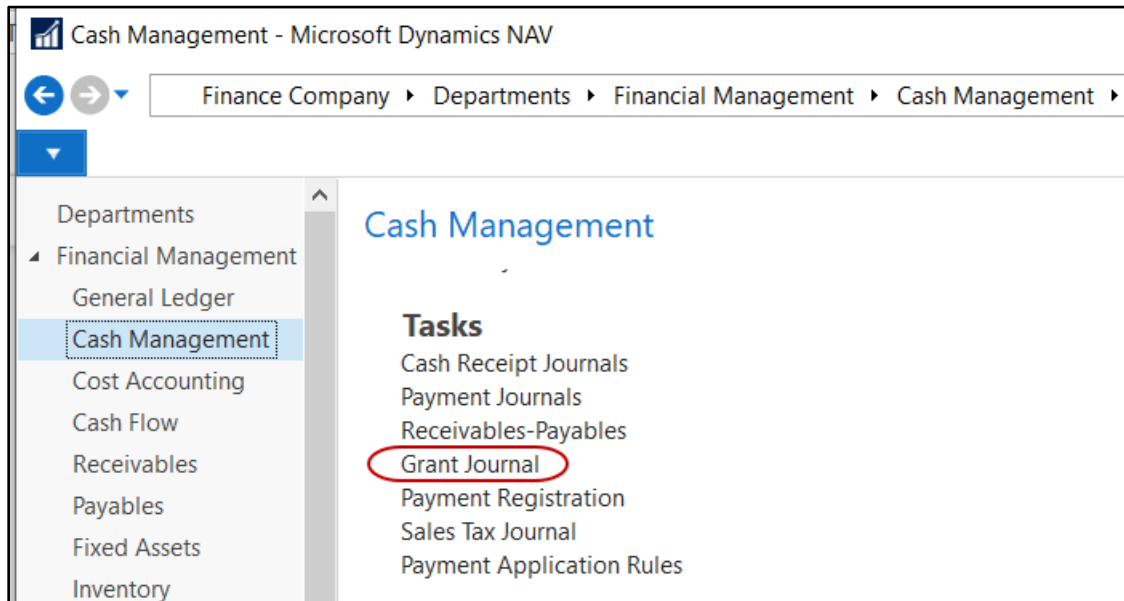 Cash Management - Microsoft Dynamics NAV
Finance Company ▸ Departments ▸ Financial Management ▸ Cash Management ▸
Departments
Financial Management
General Ledger
Cash Management
Cost Accounting
Cash Flow
Receivables
Payables
Fixed Assets
Inventory
Cash Management
Tasks
Cash Receipt Journals
Payment Journals
Receivables-Payables
Grant Journal
Payment Registration
Sales Tax Journal
Payment Application Rules